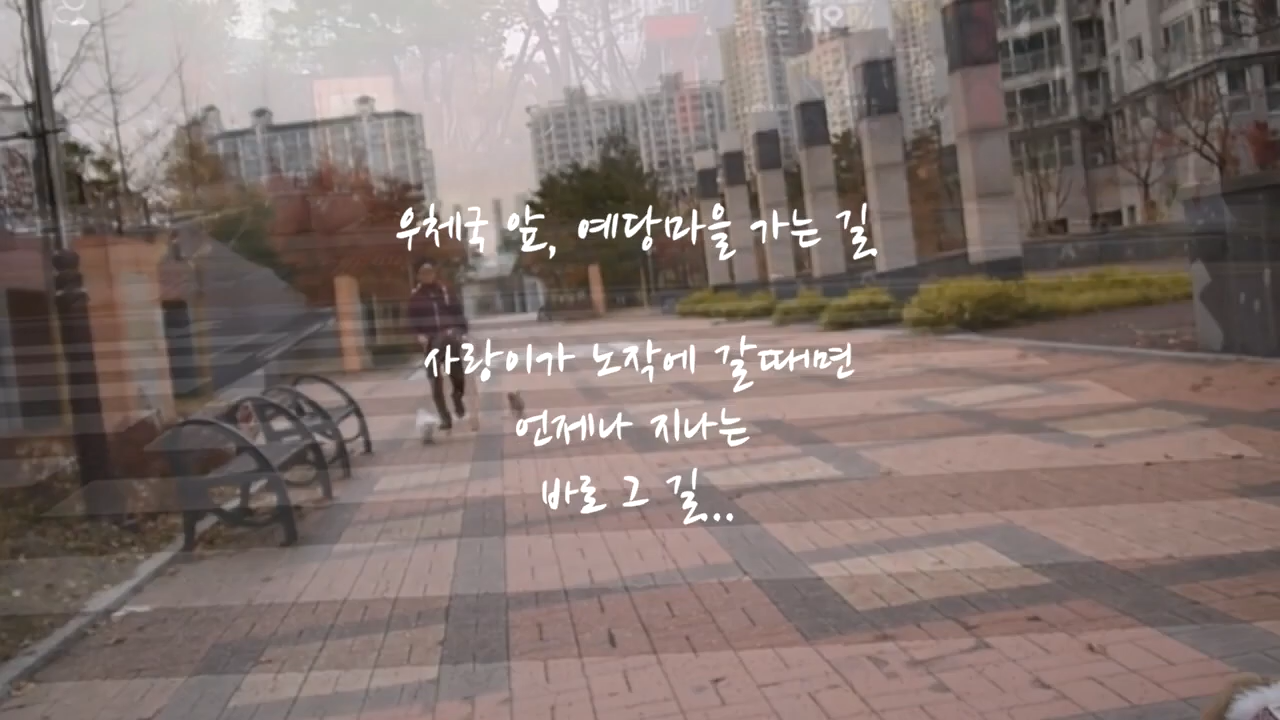 우체국 앞, 예당마을 가는 길
사랑이가 노작에 갈때면
언제나 지나는
바로 그 길...